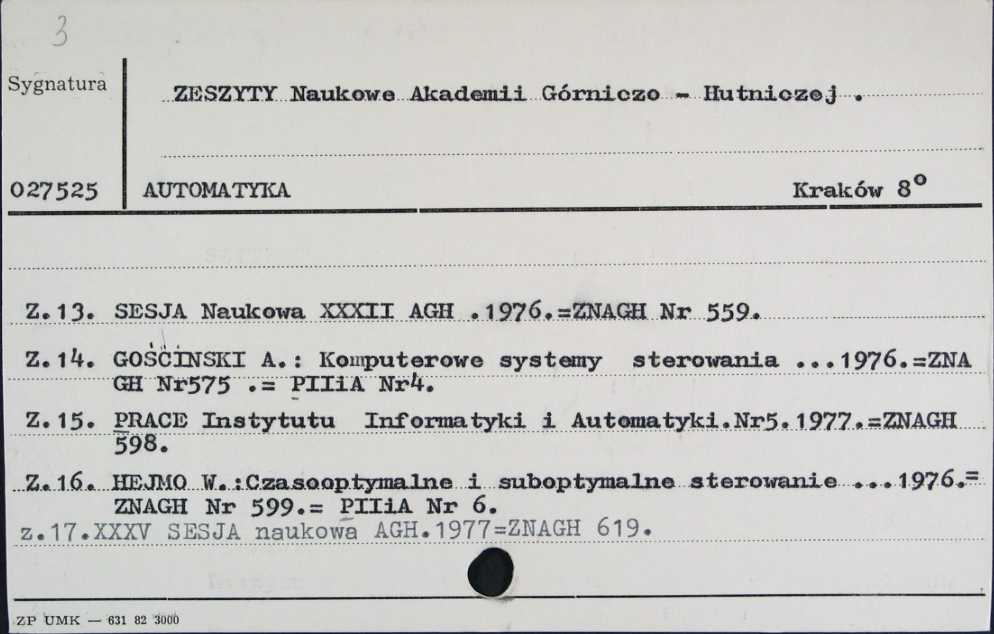 3
Sygnatura
ZESZYTY Naukowe Akademii Górniczo - Hutniczej .
027525 AUTOMATYKA Kraków 8°
Z.13. SESJA Naukowa XXXII AGH .1976.=ZNAGH Nr 559.
Z.14. GOŚCINSKI A.: Komputerowe systemy sterowania ...1976.=ZNA
GH Nr575 .= PIIiA Nr4.
Z.15. PRACE Instytutu Informatyki i Automatyki.Nr5.1977.=ZNAGH
598.
Z.16. HEJMO W.:Czasooptymalne i suboptymalne sterowanie ...1976.=
ZNAGH Nr 599.= PIIiA Nr 6.
z.17.XXXV SESJA naukowa AGH.1977=ZNAGH 619.
ZP UMK — 631 82 3000